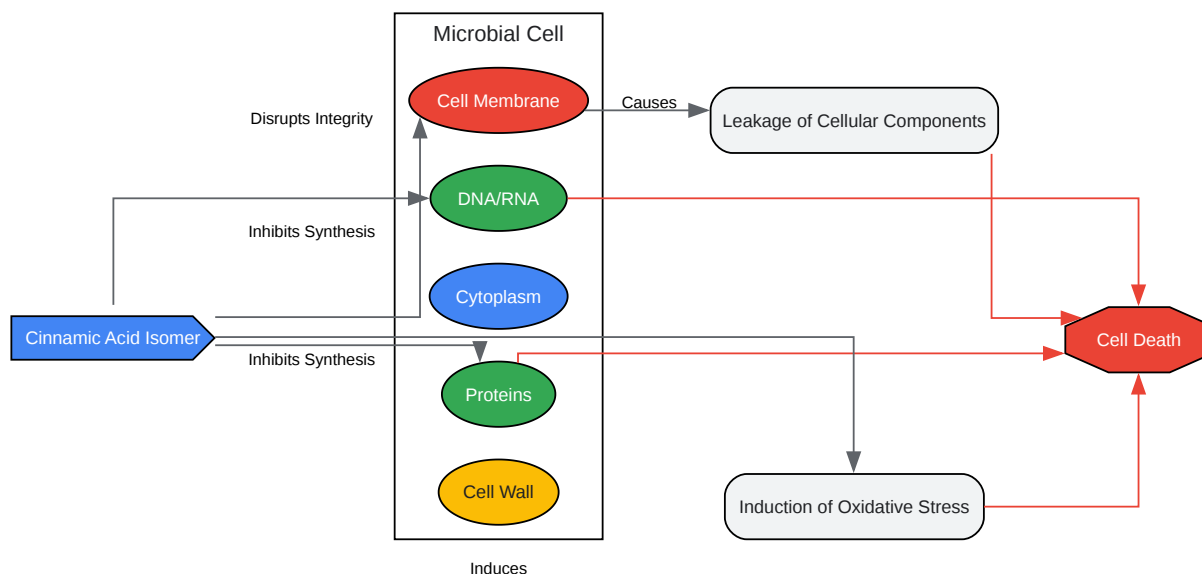 Microbial Cell
Cell Membrane
Causes
Leakage of Cellular Components
Disrupts Integrity
DNA/RNA
Inhibits Synthesis
Cytoplasm
Cinnamic Acid Isomer
Cell Death
Inhibits Synthesis
Proteins
Cell Wall
Induction of Oxidative Stress
Induces